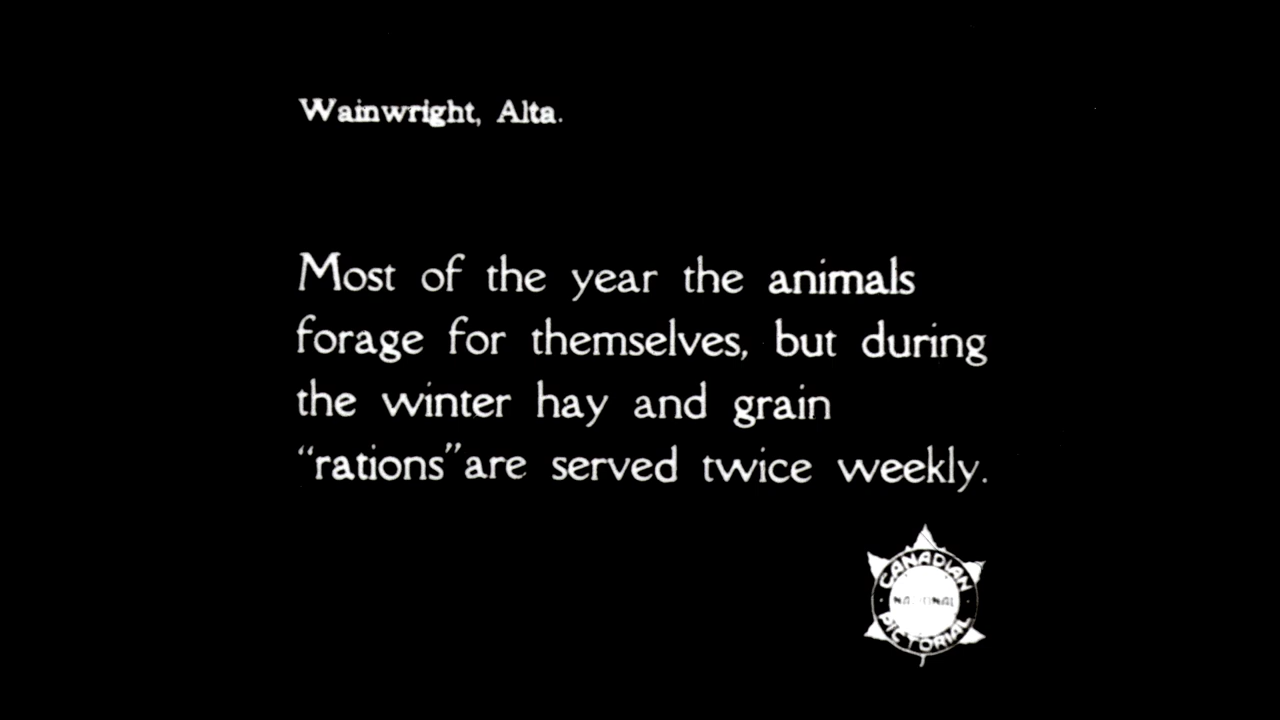 Wainwright, Alta.
Most of the year the animals
forage for themselves, but during
the winter hay and grain
“rations” are served twice weekly.
CANADIAN
NATIONAL
PICTORIAL